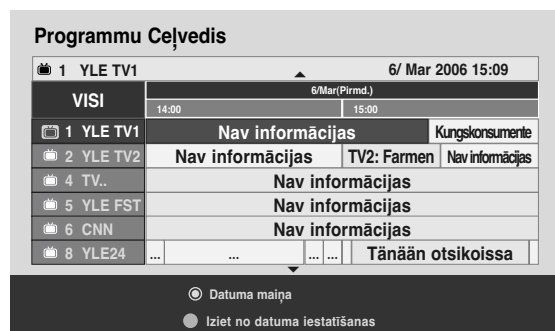 Programmu Ceļvedis
1 YLE TV1 6/ Mar 2006 15:09
VISI 6/Mar(Pirmd.)
14:00 15:00
1 YLE TV1 Nav informācijas Kungskonsumente
2 YLE TV2 Nav informācijas TV2: Farmen Nav informācijas
4 TV.. Nav informācijas
5 YLE FST Nav informācijas
6 CNN Nav informācijas
8 YLE24 ... ... ... ... Tänään otsikoissa
Datuma maiņa
Iziet no datuma iestatīšanas